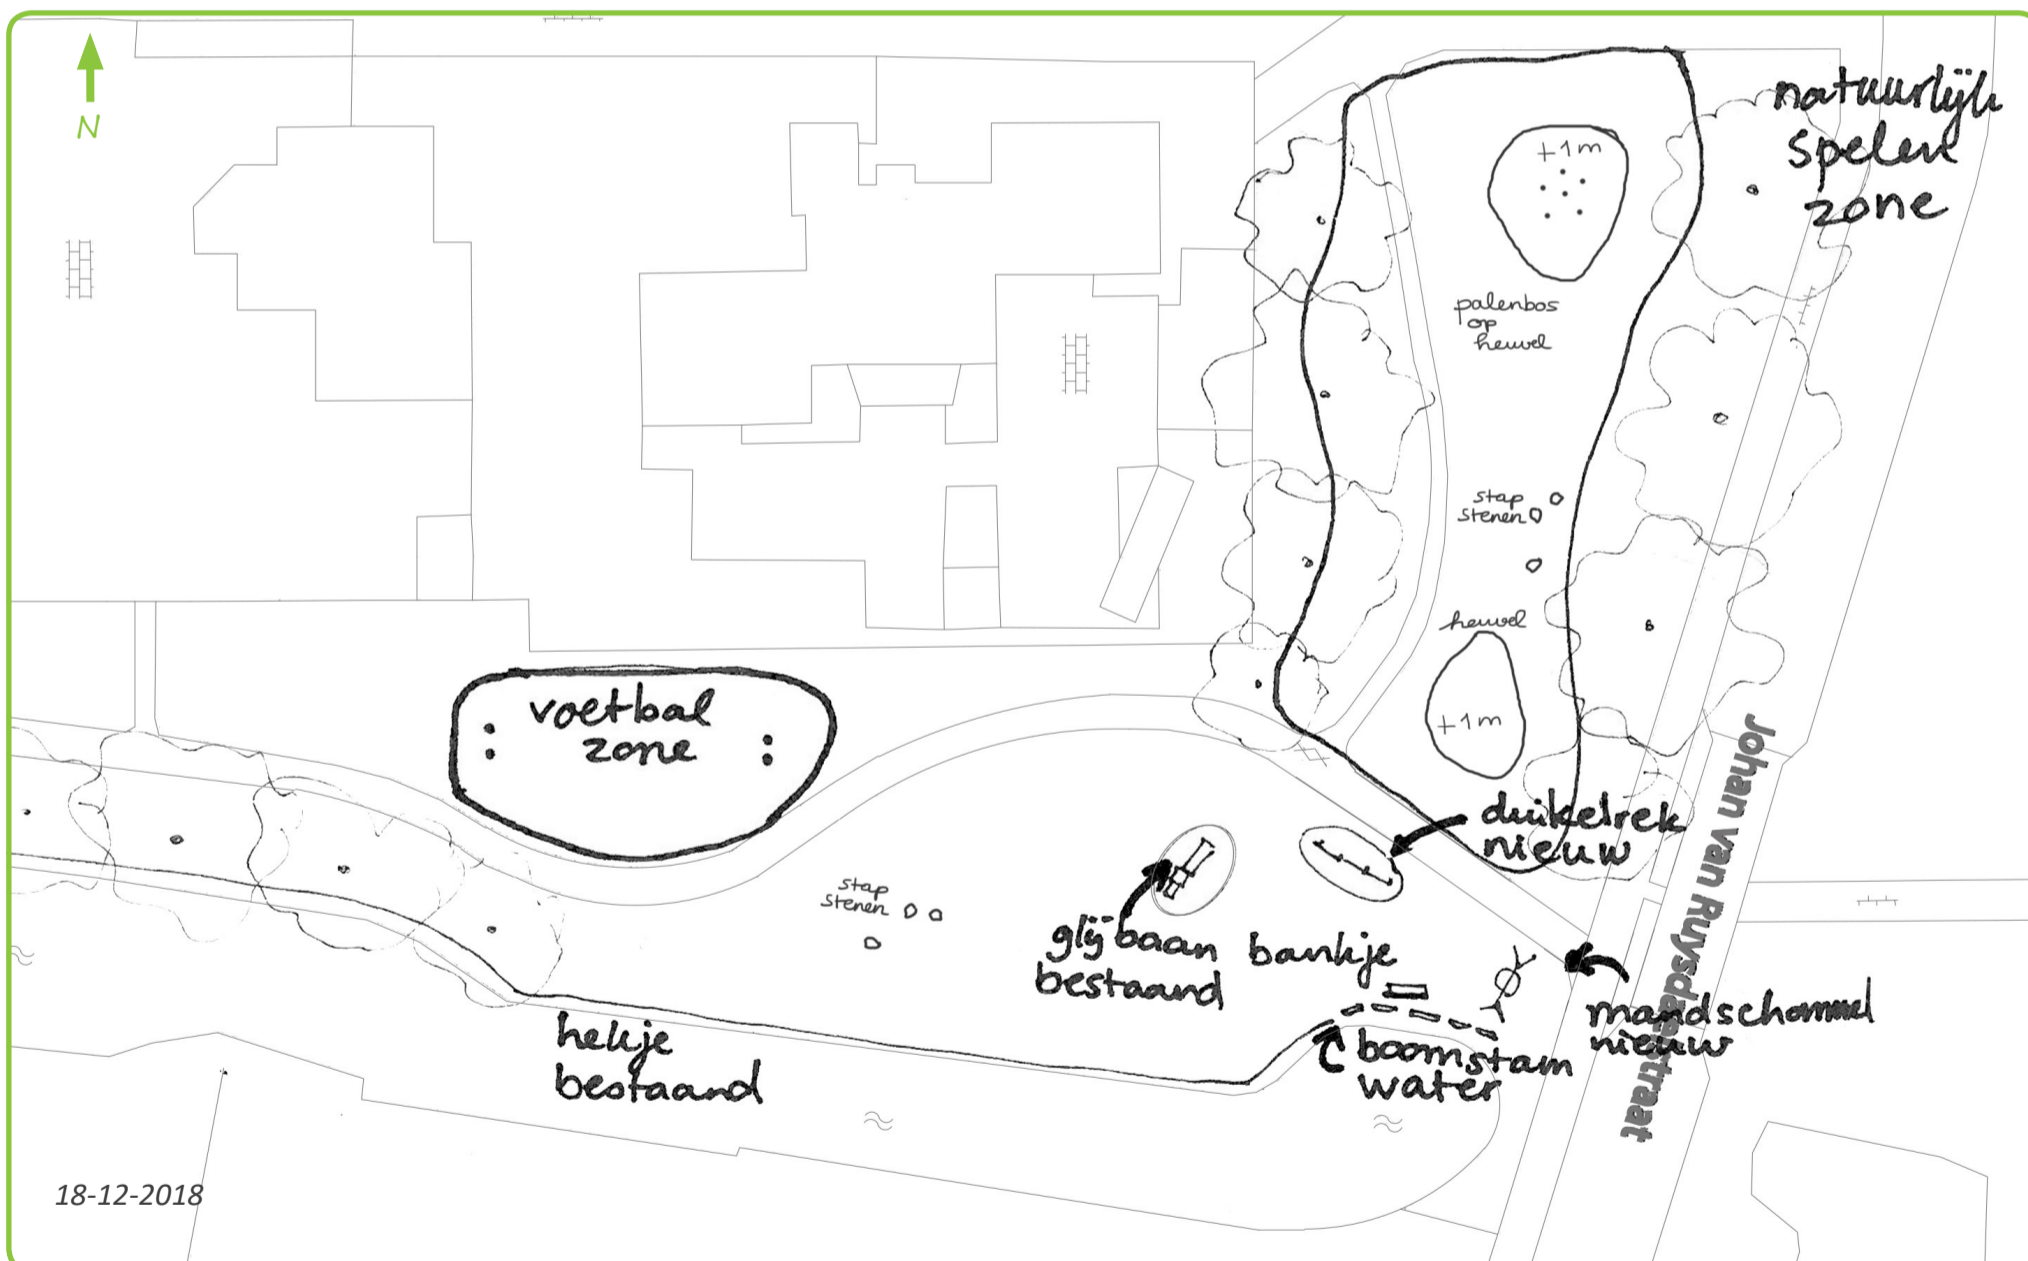 N
natuurlijk
spelen
zone
+1m
palenbos
op
heuvel
stap
stenen
heuvel
+1m
voetbal
zone
duikelrek
nieuw
stap
stenen
glijbaan
bestaand
bankje
mandschommel
nieuw
boomstam
water
hekje
bestaand
Johan van Ruysdaelstraat
18-12-2018